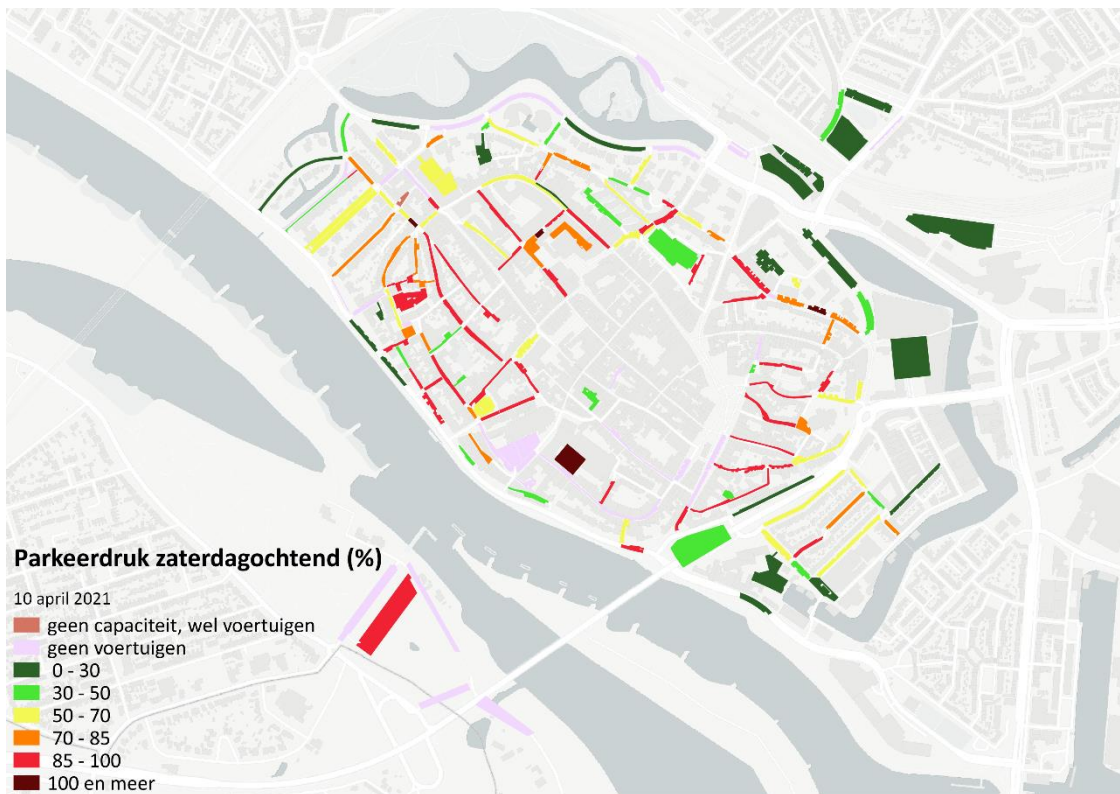 Parkeerdruk zaterdagochtend (%)
10 april 2021
geen capaciteit, wel voertuigen
geen voertuigen
0 - 30
30 - 50
50 - 70
70 - 85
85 - 100
100 en meer